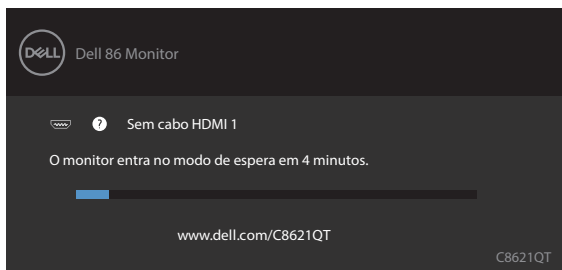 DELL
Dell 86 Monitor
? Sem cabo HDMI 1
O monitor entra no modo de espera em 4 minutos.
www.dell.com/C8621QT
C8621QT